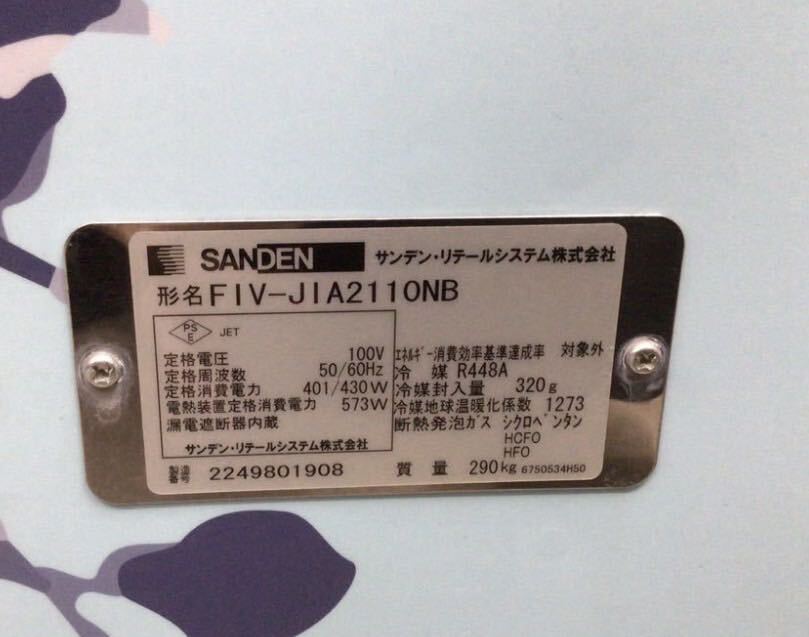 SANDEN サンデン・リテールシステム株式会社
形名 FIV-JIA2110NB
PS E JET
定格電圧 100V
定格周波数 50/60Hz
定格消費電力 401/430W
電熱装置定格消費電力 573W
漏電遮断器内蔵
サンデン・リテールシステム株式会社
エネルギー消費効率基準達成率 対象外
冷媒 R448A
冷媒封入量 320g
冷媒地球温暖化係数 1273
断熱発泡ガス シクロペンタン
HCFO
HFO
製造番号 2249801908 質量 290kg 6750534H50